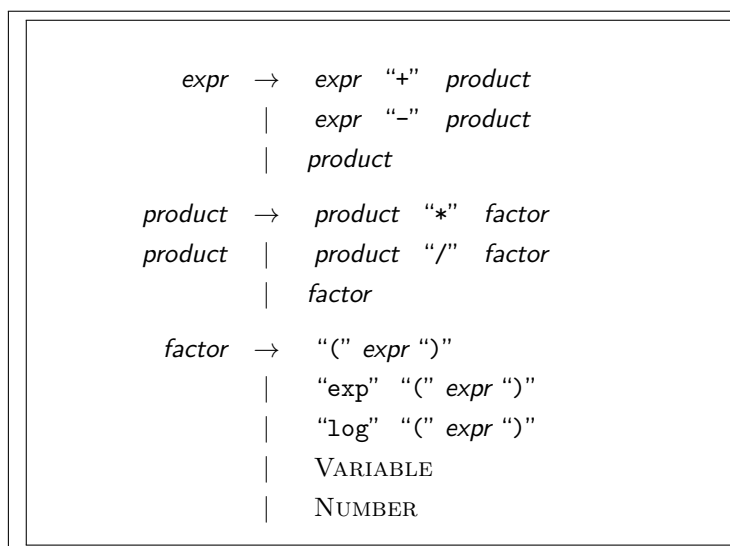 expr → expr “+” product
| expr “-” product
| product
product → product “*” factor
product | product “/” factor
| factor
factor → “(” expr “)”
| “exp” “(” expr “)”
| “log” “(” expr “)”
| VARIABLE
| NUMBER